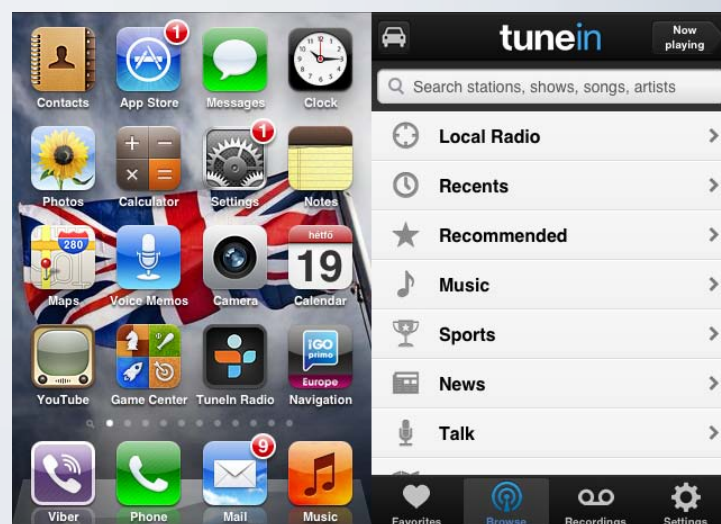 1
Contacts
App Store
Messages
Clock
1
Photos
Calculator
Settings
Notes
280
hétfő
19
Maps
Voice Memos
Camera
Calendar
iGO
primo
Europe
YouTube
Game Center
TuneIn Radio
Navigation
9
Viber
Phone
Mail
Music
tunein
Now
playing
Search stations, shows, songs, artists
Local Radio
Recents
Recommended
Music
Sports
News
Talk
Favorites
Browse
Recordings
Settings